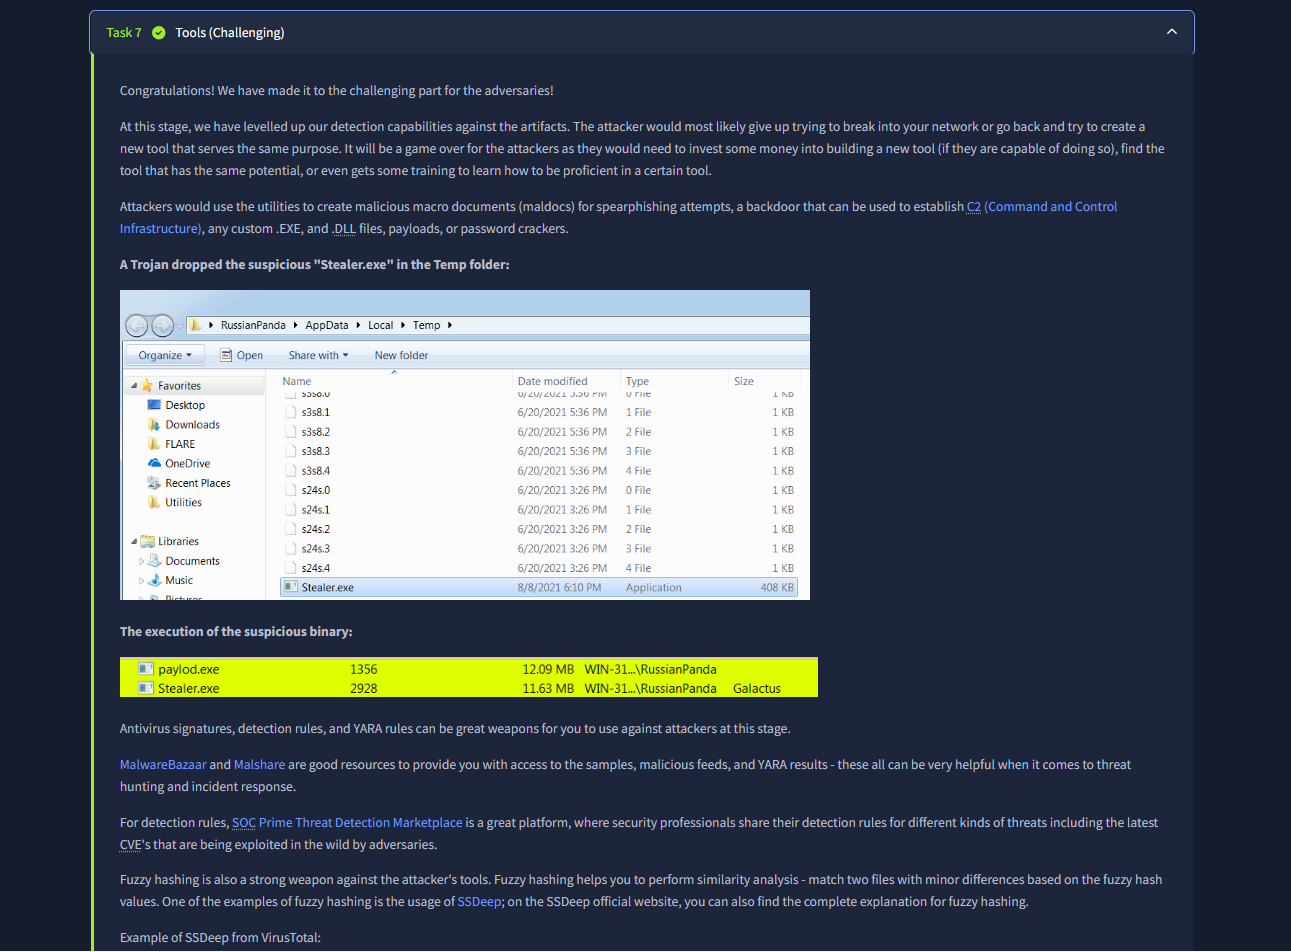 Task 7 Tools (Challenging)
Congratulations! We have made it to the challenging part for the adversaries!
At this stage, we have levelled up our detection capabilities against the artifacts. The attacker would most likely give up trying to break into your network or go back and try to create a
new tool that serves the same purpose. It will be a game over for the attackers as they would need to invest some money into building a new tool (if they are capable of doing so), find the
tool that has the same potential, or even gets some training to learn how to be proficient in a certain tool.
Attackers would use the utilities to create malicious macro documents (maldocs) for spearphishing attempts, a backdoor that can be used to establish C2 (Command and Control
Infrastructure), any custom .EXE, and .DLL files, payloads, or password crackers.
A Trojan dropped the suspicious "Stealer.exe" in the Temp folder:
RussianPanda AppData Local Temp
Organize Open Share with New folder
Favorites
Desktop
Downloads
FLARE
OneDrive
Recent Places
Utilities
Libraries
Documents
Music
Pictures
Name Date modified Type Size
s3s8.0 6/20/2021 5:36 PM 0 File 1 KB
s3s8.1 6/20/2021 5:36 PM 1 File 1 KB
s3s8.2 6/20/2021 5:36 PM 2 File 1 KB
s3s8.3 6/20/2021 5:36 PM 3 File 1 KB
s3s8.4 6/20/2021 5:36 PM 4 File 1 KB
s24s.0 6/20/2021 3:26 PM 0 File 1 KB
s24s.1 6/20/2021 3:26 PM 1 File 1 KB
s24s.2 6/20/2021 3:26 PM 2 File 1 KB
s24s.3 6/20/2021 3:26 PM 3 File 1 KB
s24s.4 6/20/2021 3:26 PM 4 File 1 KB
Stealer.exe 8/8/2021 6:10 PM Application 408 KB
The execution of the suspicious binary:
paylod.exe 1356 12.09 MB WIN-31...\RussianPanda
Stealer.exe 2928 11.63 MB WIN-31...\RussianPanda Galactus
Antivirus signatures, detection rules, and YARA rules can be great weapons for you to use against attackers at this stage.
MalwareBazaar and Malshare are good resources to provide you with access to the samples, malicious feeds, and YARA results - these all can be very helpful when it comes to threat
hunting and incident response.
For detection rules, SOC Prime Threat Detection Marketplace is a great platform, where security professionals share their detection rules for different kinds of threats including the latest
CVE's that are being exploited in the wild by adversaries.
Fuzzy hashing is also a strong weapon against the attacker's tools. Fuzzy hashing helps you to perform similarity analysis - match two files with minor differences based on the fuzzy hash
values. One of the examples of fuzzy hashing is the usage of SSDeep; on the SSDeep official website, you can also find the complete explanation for fuzzy hashing.
Example of SSDeep from VirusTotal: